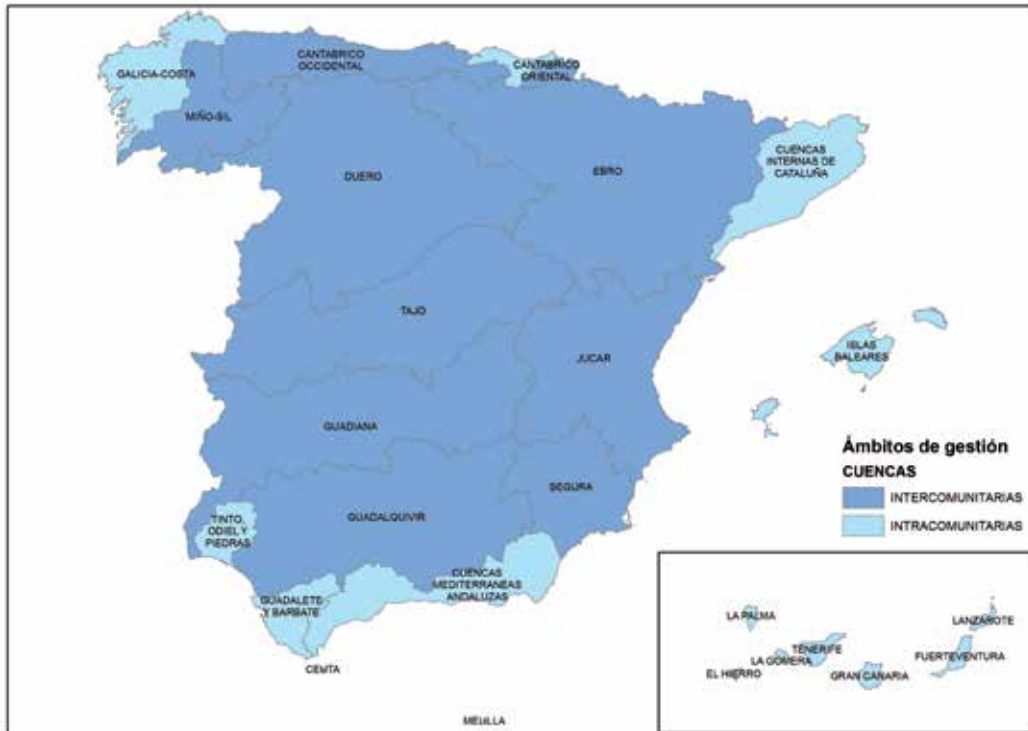 CANTABRICO
OCCIDENTAL
CANTABRICO
ORIENTAL
GALICIA-COSTA
MIÑO-SIL
DUERO
EBRO
CUENCAS
INTERNAS DE
CATALUÑA
TAJO
JUCAR
ISLAS
BALEARES
GUADIANA
SEGURA
TINTO,
ODIEL Y
PIEDRAS
GUADALQUIVIR
CUENCAS
MEDITERRANEAS
ANDALUZAS
GUADALETE
Y BARBATE
CEUTA
MELILLA
Ámbitos de gestión
CUENCAS
INTERCOMUNITARIAS
INTRACOMUNITARIAS
LA PALMA
LANZAROTE
TENERIFE
LA GOMERA
FUERTEVENTURA
EL HIERRO
GRAN CANARIA